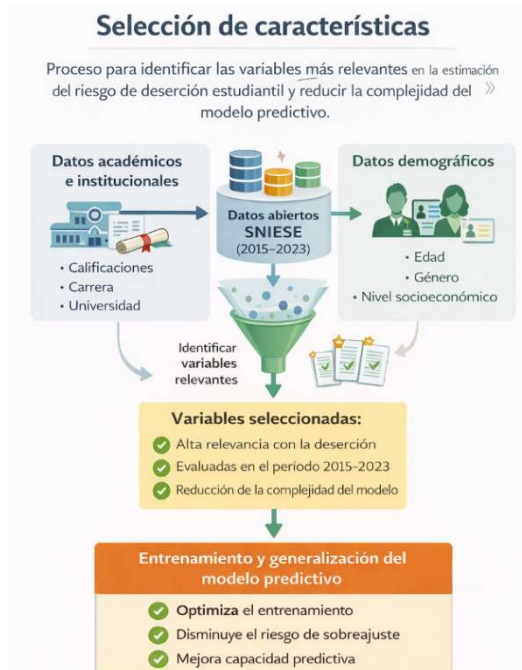 Selección de características
Proceso para identificar las variables más relevantes en la estimación
del riesgo de deserción estudiantil y reducir la complejidad del »
modelo predictivo.
Datos académicos
e institucionales
• Calificaciones
• Carrera
• Universidad
Datos abiertos
SNIESE
(2015–2023)
Datos demográficos
• Edad
• Género
• Nivel socioeconómico
Identificar
variables
relevantes
Variables seleccionadas:
Alta relevancia con la deserción
Evaluadas en el período 2015-2023
Reducción de la complejidad del modelo
Entrenamiento y generalización del
modelo predictivo
Optimiza el entrenamiento
Disminuye el riesgo de sobreajuste
Mejora capacidad predictiva